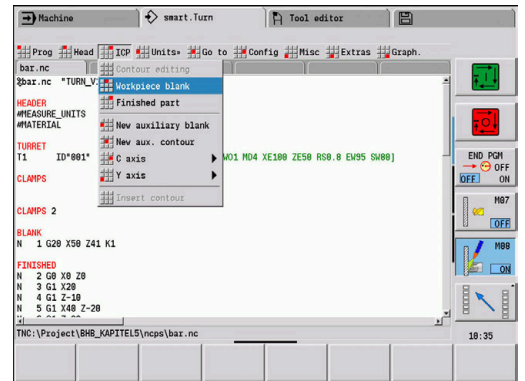 Machine smart.Turn Tool editor
Prog Head ICP Units» Go to Config Misc Extras Graph.
bar.nc
Contour editing
Workpiece blank
Finished part
New auxiliary blank
New aux. contour
C axis
Y axis
Insert contour
%bar.nc "TURN_V
HEADER
#MEASURE_UNITS
#MATERIAL
TURRET
T1 ID"001" WO1 MD4 XE100 ZE50 RS0.8 EW95 SW80]
CLAMPS
CLAMPS 2
BLANK
N 1 G20 X50 Z41 K1
FINISHED
N 2 G0 X0 Z0
N 3 G1 X20
N 4 G1 Z-10
N 5 G1 X40 Z-20
TNC:\Project\BHB_KAPITEL5\ncps\bar.nc
END PGM
OFF
OFF ON
M07
OFF
M08
ON
10:35